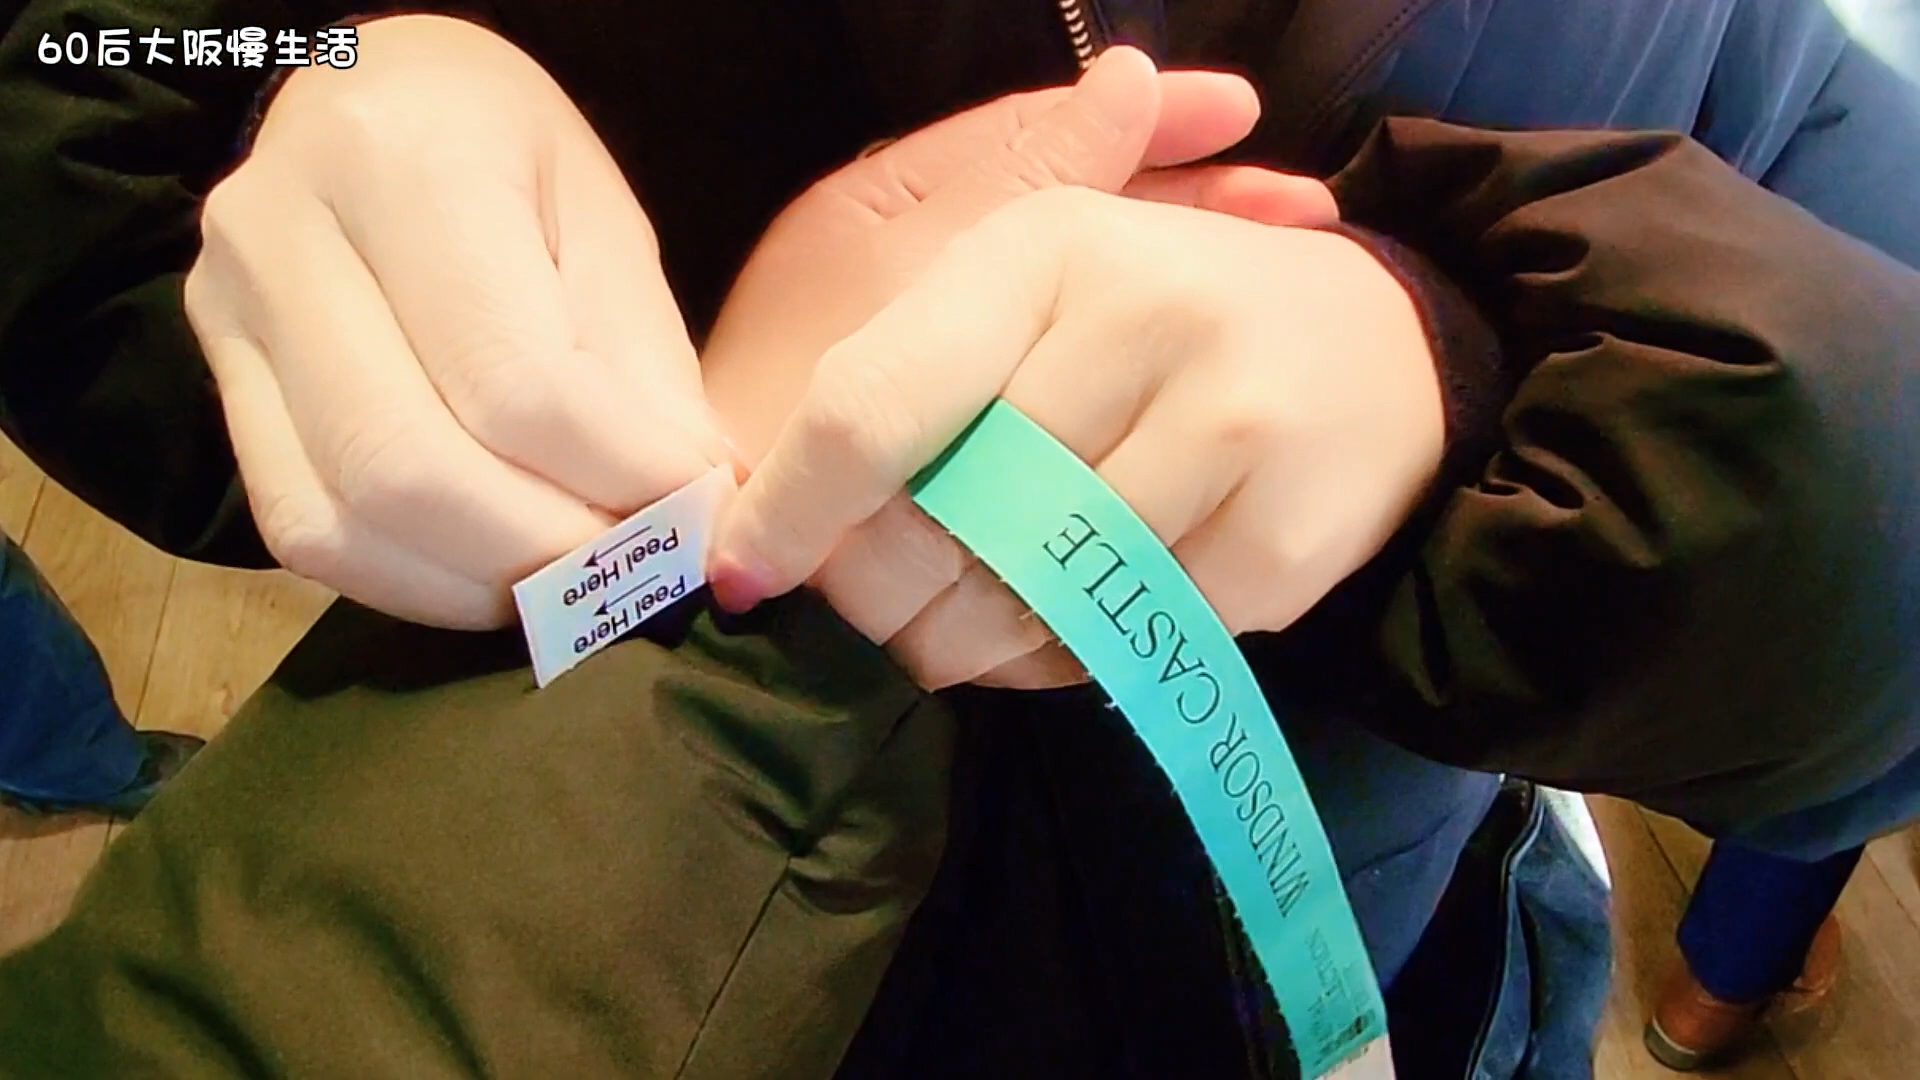 60后大阪慢生活
Peel Here
Peel Here
WINDSOR CASTLE